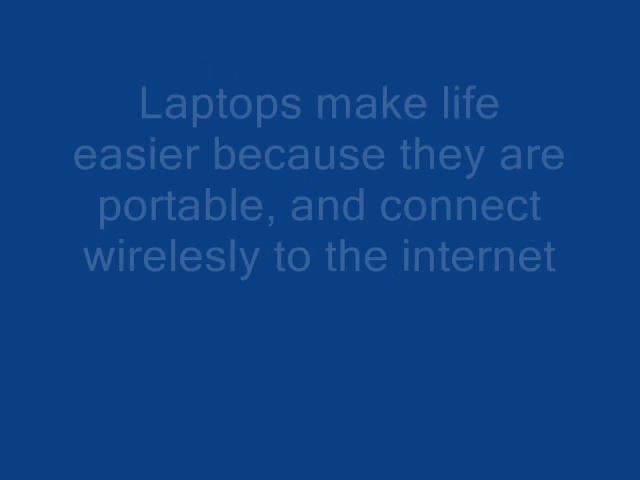 Laptops make life
easier because they are
portable, and connect
wirelesly to the internet